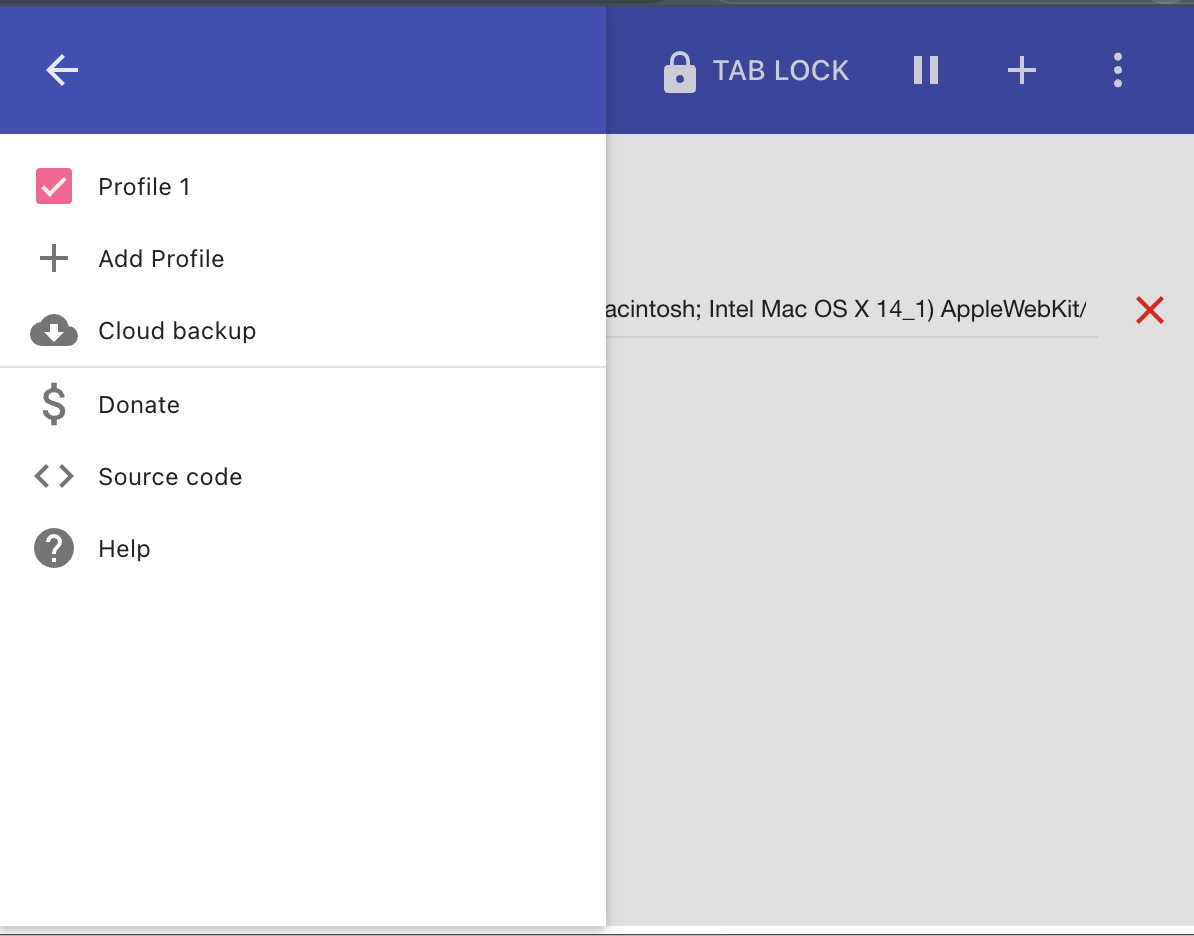 TAB LOCK
Profile 1
Add Profile
Cloud backup
acintosh; Intel Mac OS X 14_1) AppleWebKit/
Donate
Source code
Help